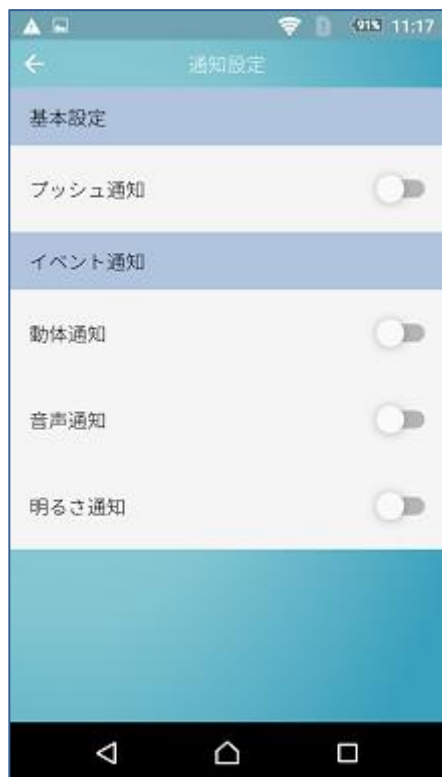 91% 11:17
通知設定
基本設定
プッシュ通知
イベント通知
動体通知
音声通知
明るさ通知